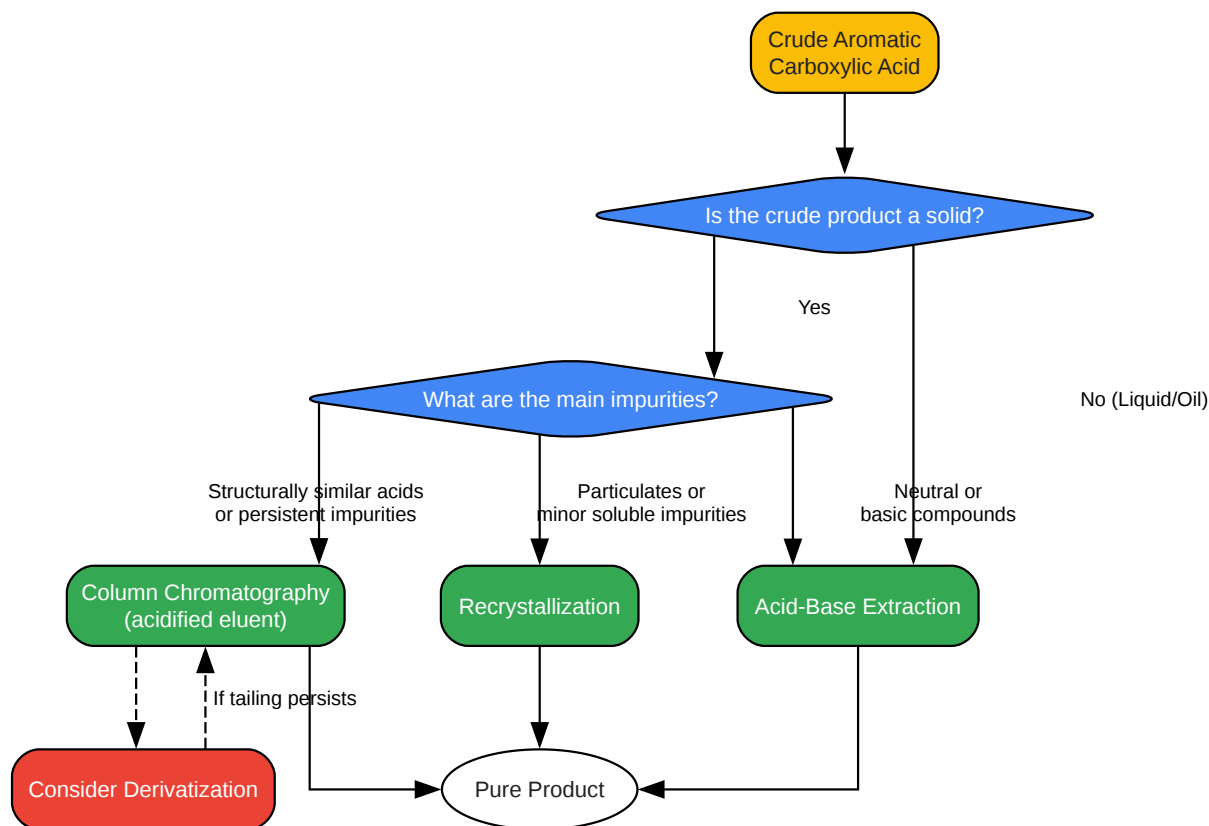 Crude Aromatic
Carboxylic Acid
Is the crude product a solid?
Yes
What are the main impurities?
No (Liquid/Oil)
Structurally similar acids
or persistent impurities
Particulates or
minor soluble impurities
Neutral or
basic compounds
Column Chromatography
(acidified eluent)
Recrystallization
Acid-Base Extraction
If tailing persists
Consider Derivatization
Pure Product